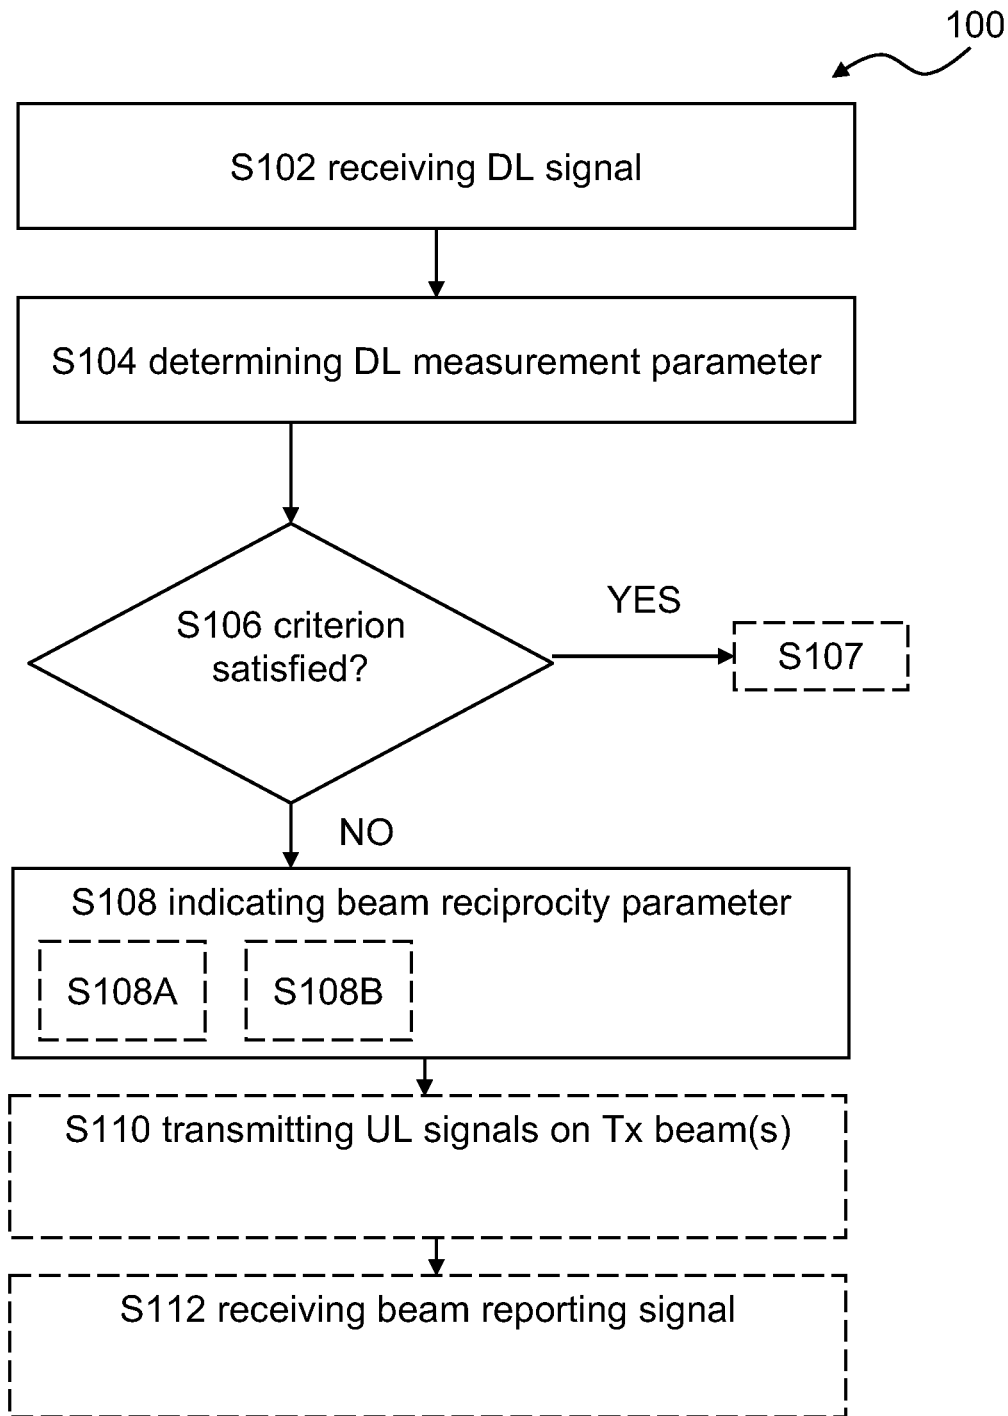 100
S102 receiving DL signal
S104 determining DL measurement parameter
S106 criterion
satisfied?
YES
S107
NO
S108 indicating beam reciprocity parameter
S108A
S108B
S110 transmitting UL signals on Tx beam(s)
S112 receiving beam reporting signal